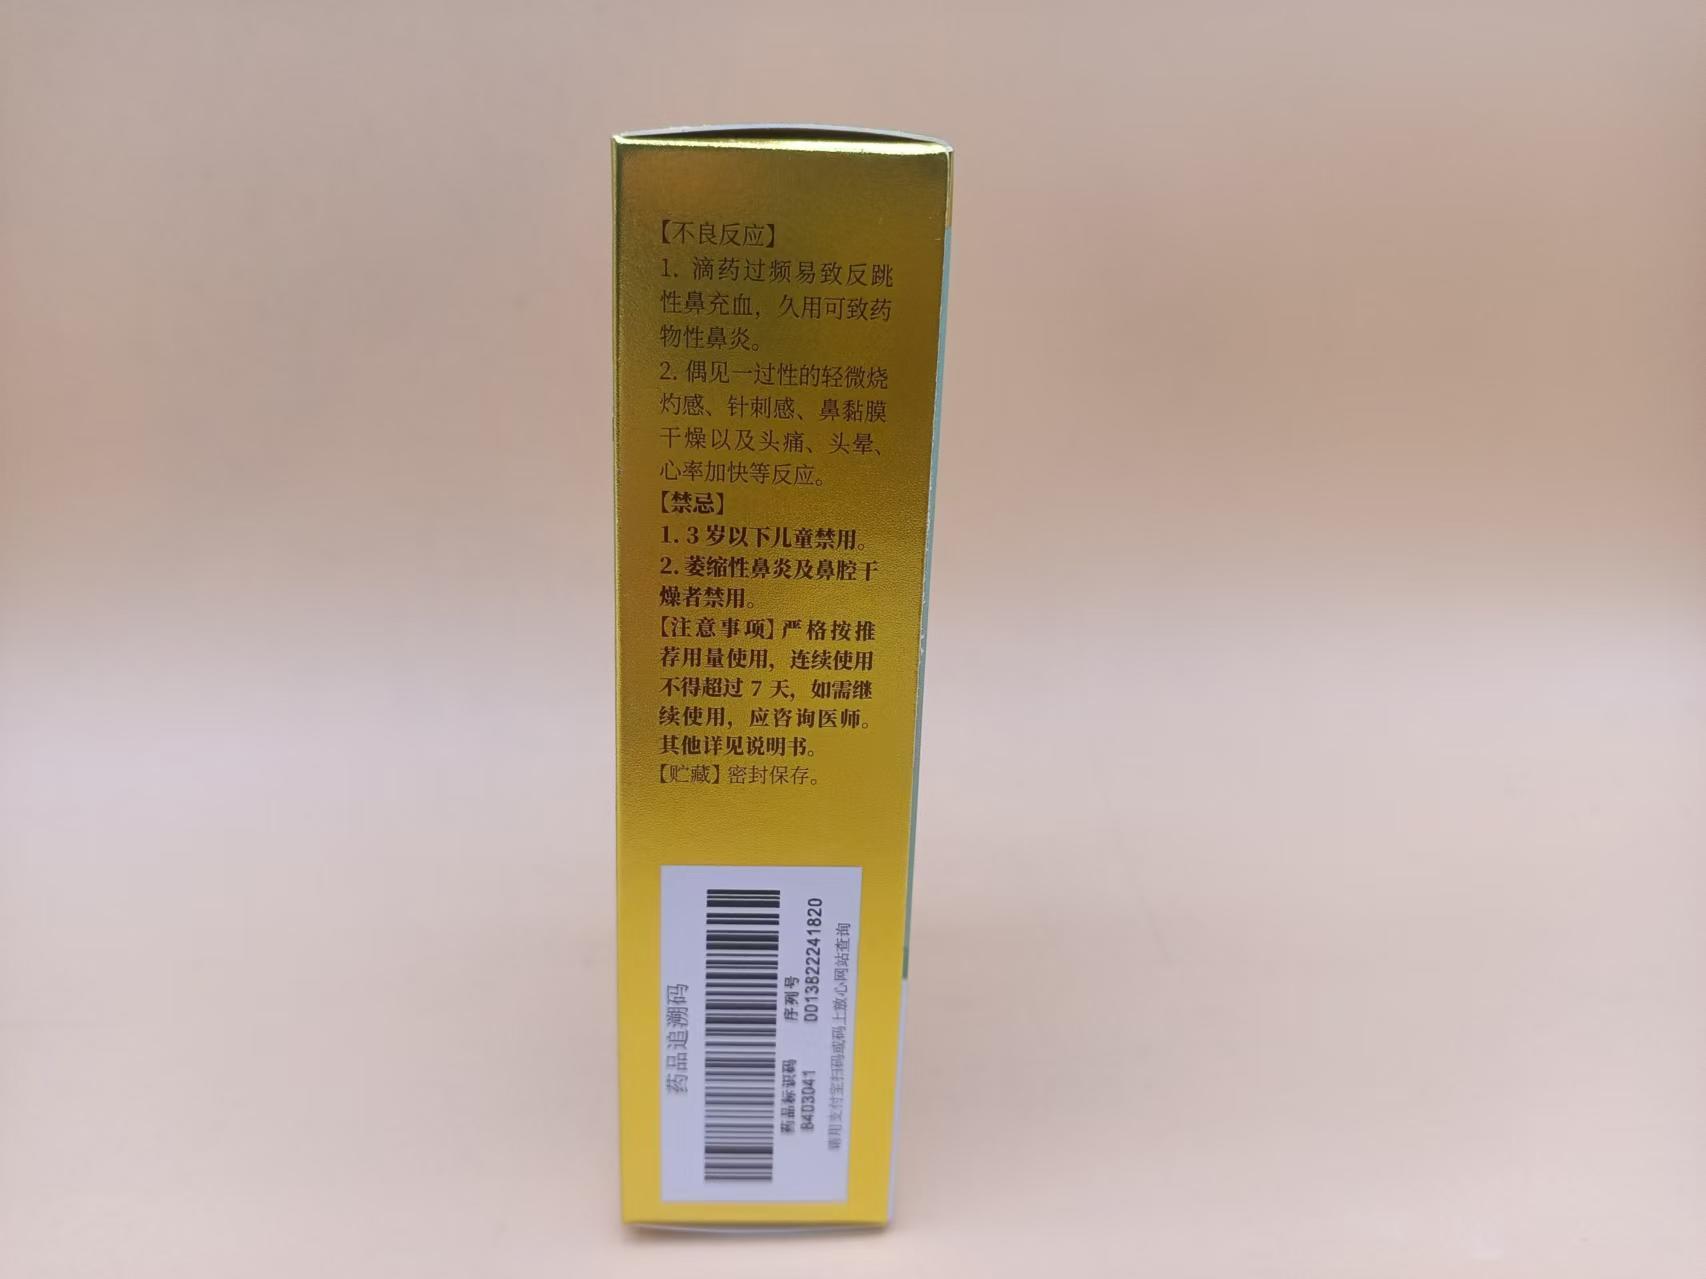 【不良反应】
1. 滴药过频易致反跳
性鼻充血，久用可致药
物性鼻炎。
2. 偶见一过性的轻微烧
灼感、针刺感、鼻黏膜
干燥以及头痛、头晕、
心率加快等反应。
【禁忌】
1. 3 岁以下儿童禁用。
2. 萎缩性鼻炎及鼻腔干
燥者禁用。
【注意事项】严格按推
荐用量使用，连续使用
不得超过 7 天，如需继
续使用，应咨询医师。
其他详见说明书。
【贮藏】密封保存。
药品追溯码
药品标识码 序列号
8403041 0013822241820
请用支付宝扫码或码上放心网站查询